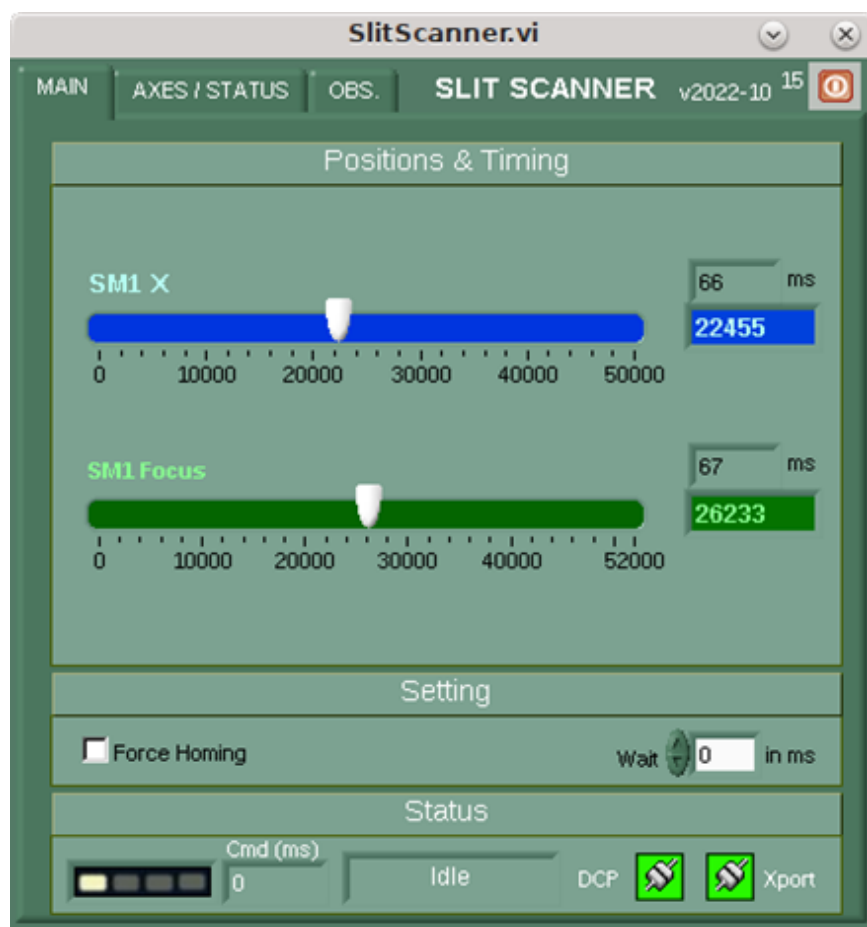 SlitScanner.vi
MAIN AXES / STATUS OBS. SLIT SCANNER v2022-10 15
Positions & Timing
SM1 X
66 ms
22455
0 10000 20000 30000 40000 50000
SM1 Focus
67 ms
26233
0 10000 20000 30000 40000 52000
Setting
Force Homing Wait 0 in ms
Status
Cmd (ms)
0 Idle DCP Xport